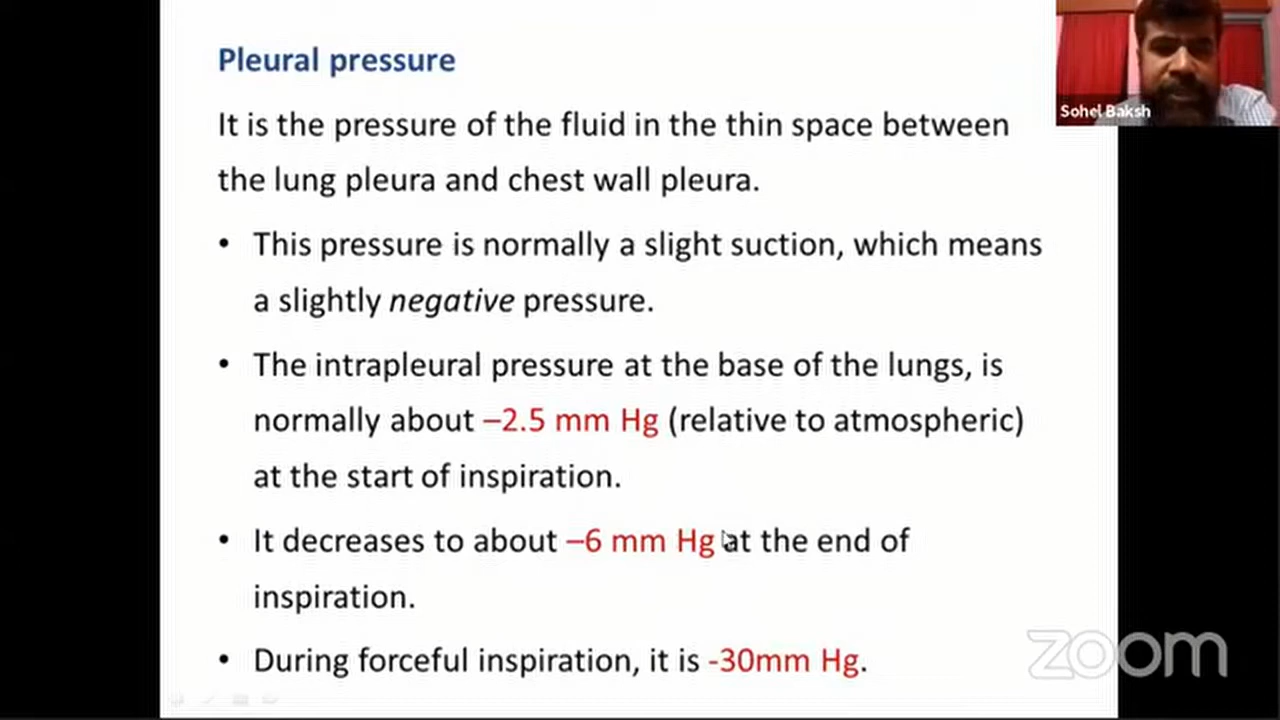 Pleural pressure
Sohel Baksh
It is the pressure of the fluid in the thin space between
the lung pleura and chest wall pleura.
• This pressure is normally a slight suction, which means
a slightly negative pressure.
• The intrapleural pressure at the base of the lungs, is
normally about –2.5 mm Hg (relative to atmospheric)
at the start of inspiration.
• It decreases to about –6 mm Hg at the end of
inspiration.
• During forceful inspiration, it is -30mm Hg.
zoom